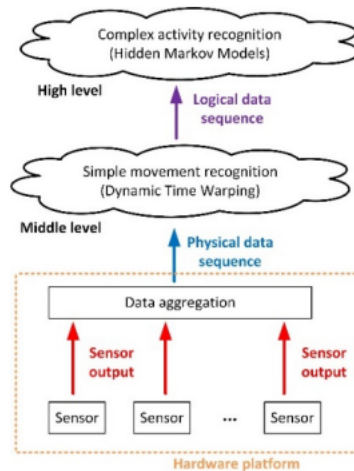 Complex activity recognition
(Hidden Markov Models)
High level
Logical data
sequence
Simple movement recognition
(Dynamic Time Warping)
Middle level
Physical data
sequence
Data aggregation
Sensor
output
Sensor
output
Sensor
Sensor
...
Sensor
Hardware platform